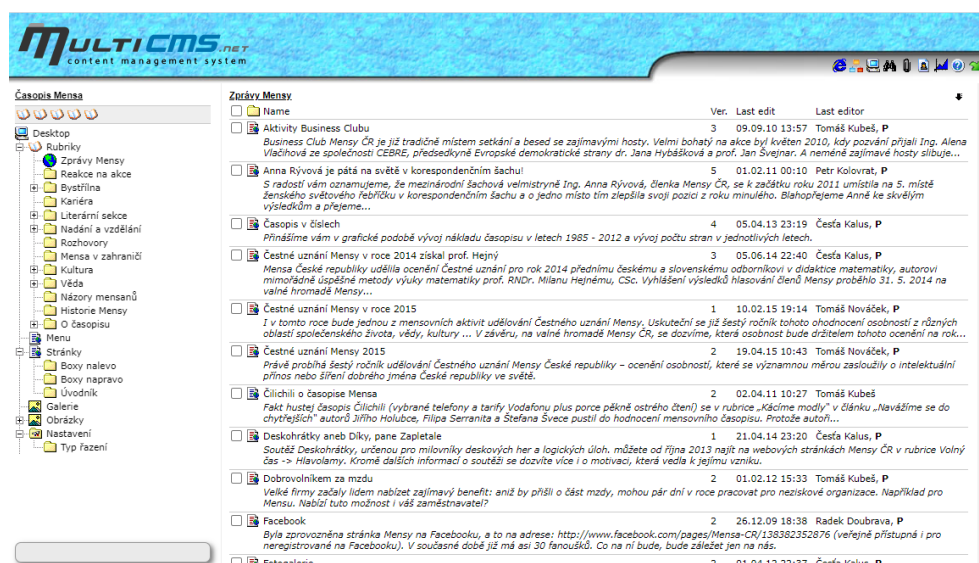 MULTICMS.NET
content management system
Časopis Mensa
Desktop
Rubriky
Zprávy Mensy
Reakce na akce
Bystřílna
Kariéra
Literární sekce
Nadání a vzdělání
Rozhovory
Mensa v zahraničí
Kultura
Věda
Názory mensanů
Historie Mensy
O časopisu
Menu
Stránky
Boxy nalevo
Boxy napravo
Úvodník
Galerie
Obrázky
Nastavení
Typ řazení
Zprávy Mensy
Name Ver. Last edit Last editor
Aktivity Business Clubu 3 09.09.10 13:57 Tomáš Kubeš, P
Business Club Mensy ČR je již tradičně místem setkání a besed se zajímavými hosty. Velmi bohatý na akce byl květen 2010, kdy pozvání přijali Ing. Alena
Vlačihová ze společnosti CEBRE, předsedkyně Evropské demokratické strany dr. Jana Hybášková a prof. Jan Švejnar. A neméně zajímavé hosty slibuje...
Anna Rývová je pátá na světě v korespondenčním šachu! 5 01.02.11 00:10 Petr Kolovrat, P
S radostí vám oznamujeme, že mezinárodní šachová velmistryně Ing. Anna Rývová, členka Mensy ČR, se k začátku roku 2011 umístila na 5. místě
ženského světového řebříčku v korespondenčním šachu a o jedno místo tím zlepšila svoji pozici z roku minulého. Blahopřejeme Anně ke skvělým
výsledkům a přejeme...
Časopis v číslech 4 05.04.13 23:19 Čestʼa Kalus, P
Přinášíme vám v grafické podobě vývoj nákladu časopisu v letech 1985 - 2012 a vývoj počtu stran v jednotlivých letech.
Čestné uznání Mensy v roce 2014 získal prof. Hejný 3 05.06.14 22:40 Česťa Kalus, P
Mensa České republiky udělila ocenění Čestné uznání pro rok 2014 přednímu českému a slovenskému odborníkovi v didaktice matematiky, autorovi
mimořádně úspěšné metody výuky matematiky prof. RNDr. Milanu Hejnému, CSc. Vyhlášení výsledků hlasování členů Mensy proběhlo 31. 5. 2014 na
valné hromadě Mensy...
Čestné uznání Mensy v roce 2015 1 10.02.15 19:14 Tomáš Nováček, P
I v tomto roce bude jednou z mensovních aktivit udělování Čestného uznání Mensy. Uskuteční se již šestý ročník tohoto ohodnocení osobností z různých
oblastí společenského života, vědy, kultury ... V závěru, na valné hromadě Mensy ČR, se dozvíme, která osobnost bude držitelem tohoto ocenění na rok...
Čestné uznání Mensy 2015 2 19.04.15 10:43 Tomáš Nováček, P
Právě probíhá šestý ročník udělování Čestného uznání Mensy České republiky – ocenění osobností, které se významnou měrou zasloužily o intelektuální
přínos nebo šíření dobrého jména České republiky ve světě.
Čilichili o časopise Mensa 2 02.04.11 10:27 Tomáš Kubeš
Fakt hustej časopis Čilichili (vybrané telefony a tarify Vodafonu plus porce pěkně ostrého čtení) se v rubrice „Kácíme modly” v článku „Navážíme se do
chytřejších” autorů Jiřího Holubce, Filipa Serranita a Štefana Švece pustil do hodnocení mensovního časopisu. Protože autoři...
Deskohrátky aneb Díky, pane Zapletale 1 21.04.14 23:20 Česťa Kalus, P
Soutěž Deskohrátky, určenou pro milovníky deskových her a logických úloh. můžete od října 2013 najít na webových stránkách Mensy ČR v rubrice Volný
čas -> Hlavolamy. Kromě dalších informací o soutěži se dozvíte více i o motivaci, která vedla k jejímu vzniku.
Dobrovolníkem za mzdu 2 01.02.12 15:33 Tomáš Kubeš, P
Velké firmy začaly lidem nabízet zajímavý benefit: aniž by přišli o část mzdy, mohou pár dní v roce pracovat pro neziskové organizace. Například pro
Mensu. Nabízí tuto možnost i váš zaměstnavatel?
Facebook 2 26.12.09 18:38 Radek Doubrava, P
Byla zprovozněna stránka Mensy na Facebooku, a to na adrese: http://www.facebook.com/pages/Mensa-CR/138382352876 (veřejně přístupná i pro
neregistrované na Facebooku). V současné době již má asi 30 fanoušků. Co na ní bude, bude záležet jen na nás.